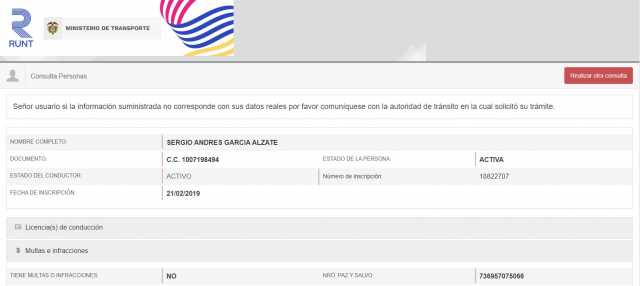 RUNT
MINISTERIO DE TRANSPORTE
Consulta Personas
Realizar otra consulta
Señor usuario si la información suministrada no corresponde con sus datos reales por favor comuníquese con la autoridad de tránsito en la cual solicitó su trámite.
NOMBRE COMPLETO: SERGIO ANDRES GARCIA ALZATE
DOCUMENTO: C.C. 1007198494 ESTADO DE LA PERSONA: ACTIVA
ESTADO DEL CONDUCTOR: ACTIVO Número de inscripción 18822707
FECHA DE INSCRIPCIÓN: 21/02/2019
Licencia(s) de conducción
$ Multas e infracciones
TIENE MULTAS O INFRACCIONES: NO NRO. PAZ Y SALVO: 736957075066